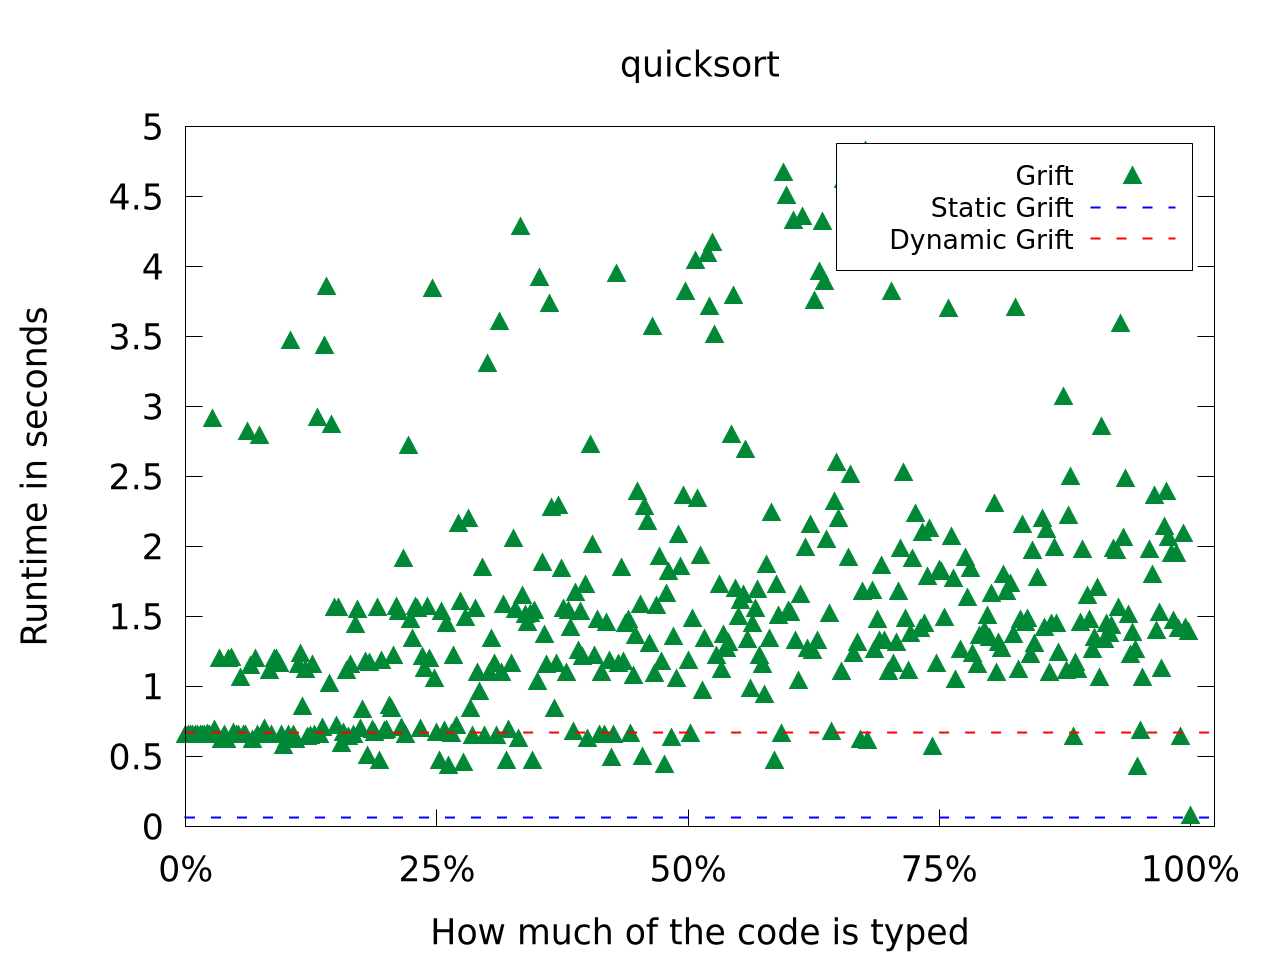 quicksort
5
4.5
4
3.5
3
2.5
2
1.5
1
0.5
0
0% 25% 50% 75% 100%
Runtime in seconds
How much of the code is typed
Grift
Static Grift
Dynamic Grift